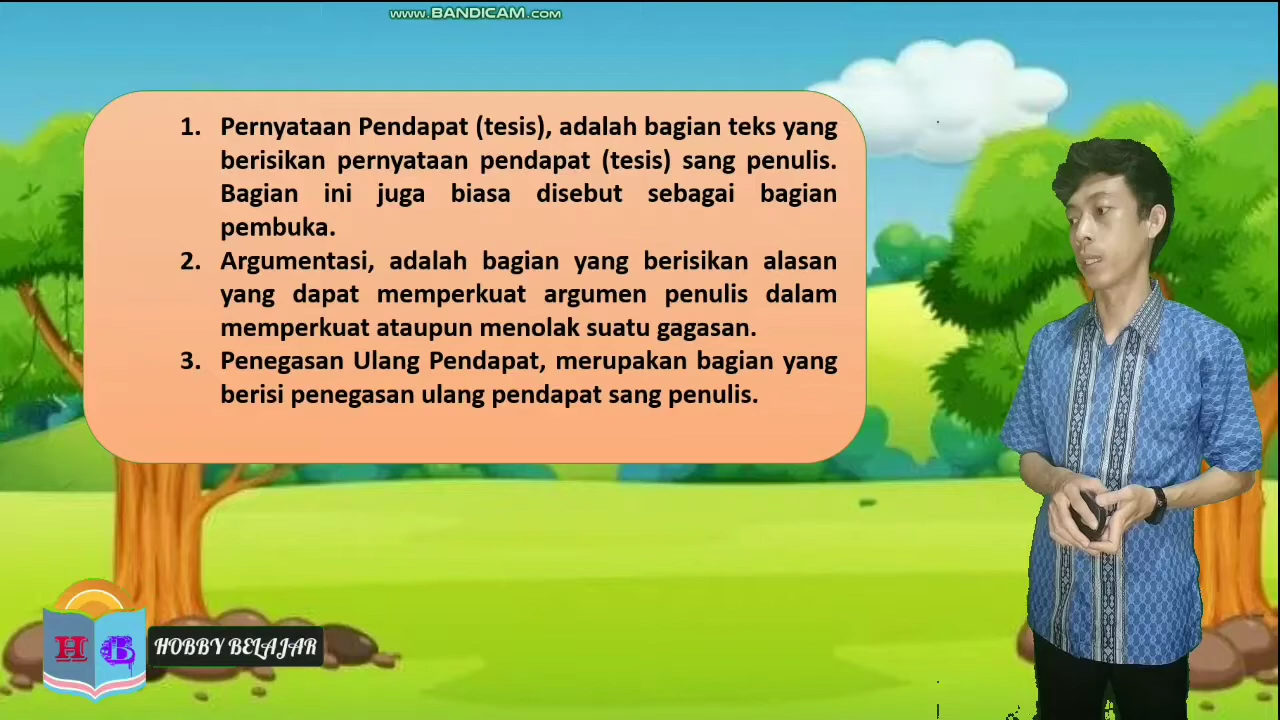 www.BANDICAM.com
1. Pernyataan Pendapat (tesis), adalah bagian teks yang
berisikan pernyataan pendapat (tesis) sang penulis.
Bagian ini juga biasa disebut sebagai bagian
pembuka.
2. Argumentasi, adalah bagian yang berisikan alasan
yang dapat memperkuat argumen penulis dalam
memperkuat ataupun menolak suatu gagasan.
3. Penegasan Ulang Pendapat, merupakan bagian yang
berisi penegasan ulang pendapat sang penulis.
H B
HOBBY BELAJAR